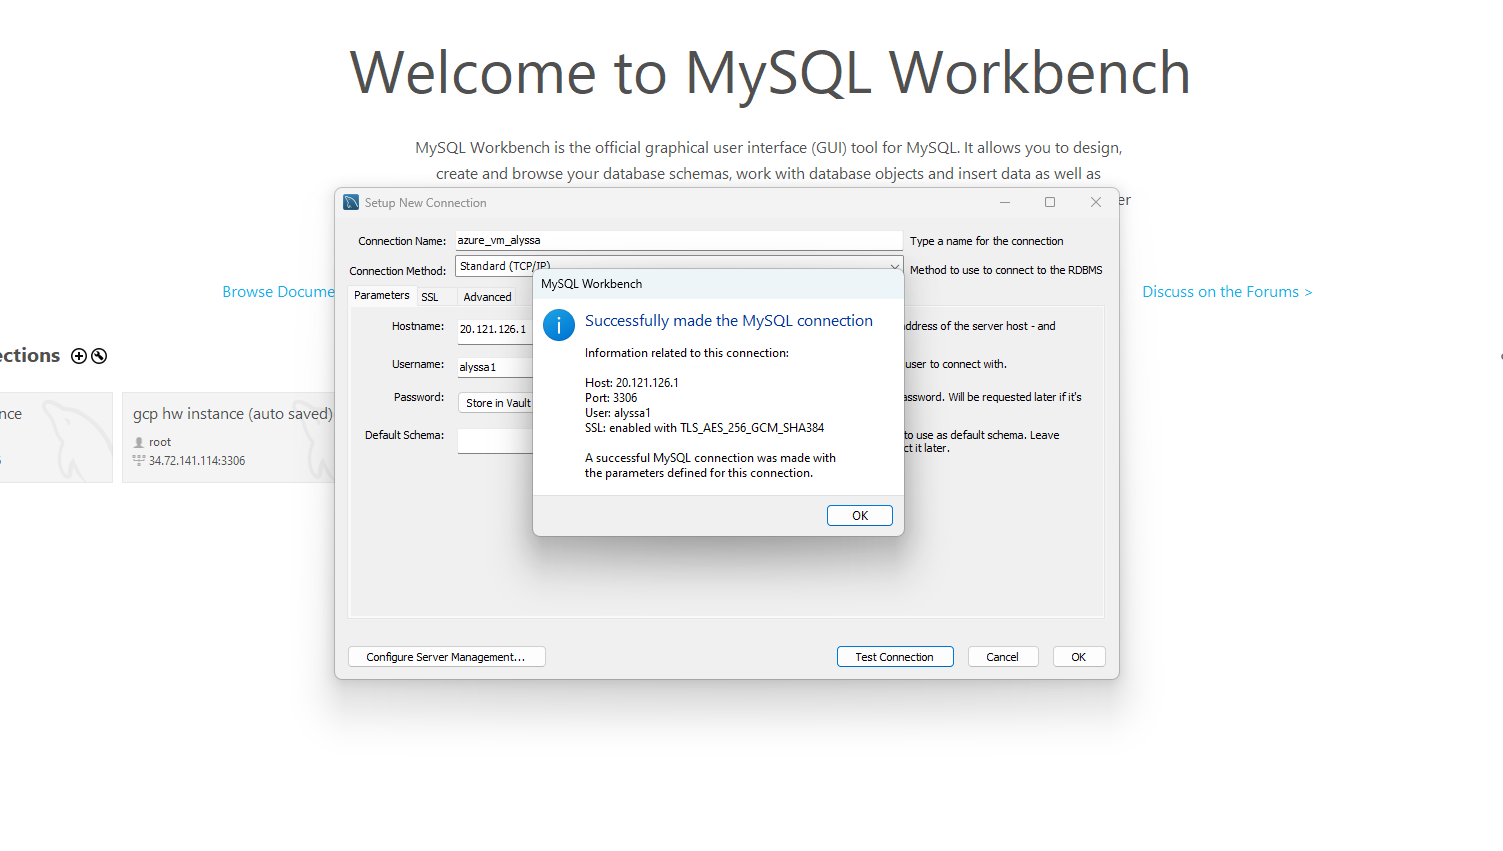 Welcome to MySQL Workbench
MySQL Workbench is the official graphical user interface (GUI) tool for MySQL. It allows you to design,
create and browse your database schemas, work with database objects and insert data as well as
er
Browse Docume
Discuss on the Forums >
ections
nce
gcp hw instance (auto saved)
root
34.72.141.114:3306
Setup New Connection
Connection Name: azure_vm_alyssa Type a name for the connection
Connection Method: Standard (TCP/IP) Method to use to connect to the RDBMS
Parameters SSL Advanced
Hostname: 20.121.126.1 address of the server host - and
Username: alyssa1 user to connect with.
Password: Store in Vault assword. Will be requested later if it's
Default Schema: to use as default schema. Leave
ct it later.
MySQL Workbench
Successfully made the MySQL connection
Information related to this connection:
Host: 20.121.126.1
Port: 3306
User: alyssa1
SSL: enabled with TLS_AES_256_GCM_SHA384
A successful MySQL connection was made with
the parameters defined for this connection.
OK
Configure Server Management...
Test Connection Cancel OK